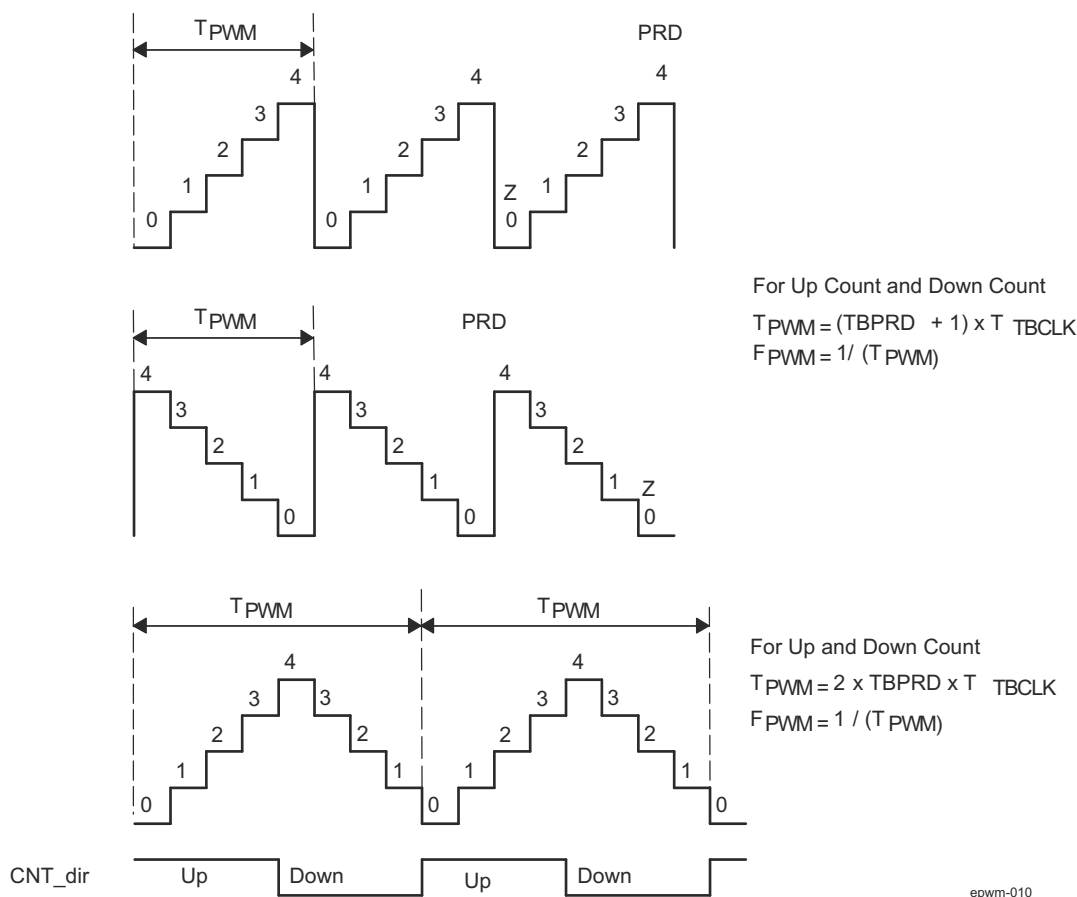 TPWM PRD
4 4 4
3 3 3
2 2 2
1 1 Z 1
0 0 0
For Up Count and Down Count
TPWM = (TBPRD + 1) x T TBCLK
FPWM = 1/ (TPWM)
TPWM PRD
4 4 4
3 3 3
2 2 2
1 1 1 Z
0 0 0
TPWM TPWM
For Up and Down Count
TPWM = 2 x TBPRD x T TBCLK
FPWM = 1 / (TPWM)
4 4
3 3 3 3
2 2 2 2
1 1 1 1
0 0 0
CNT_dir Up Down Up Down
epwm-010